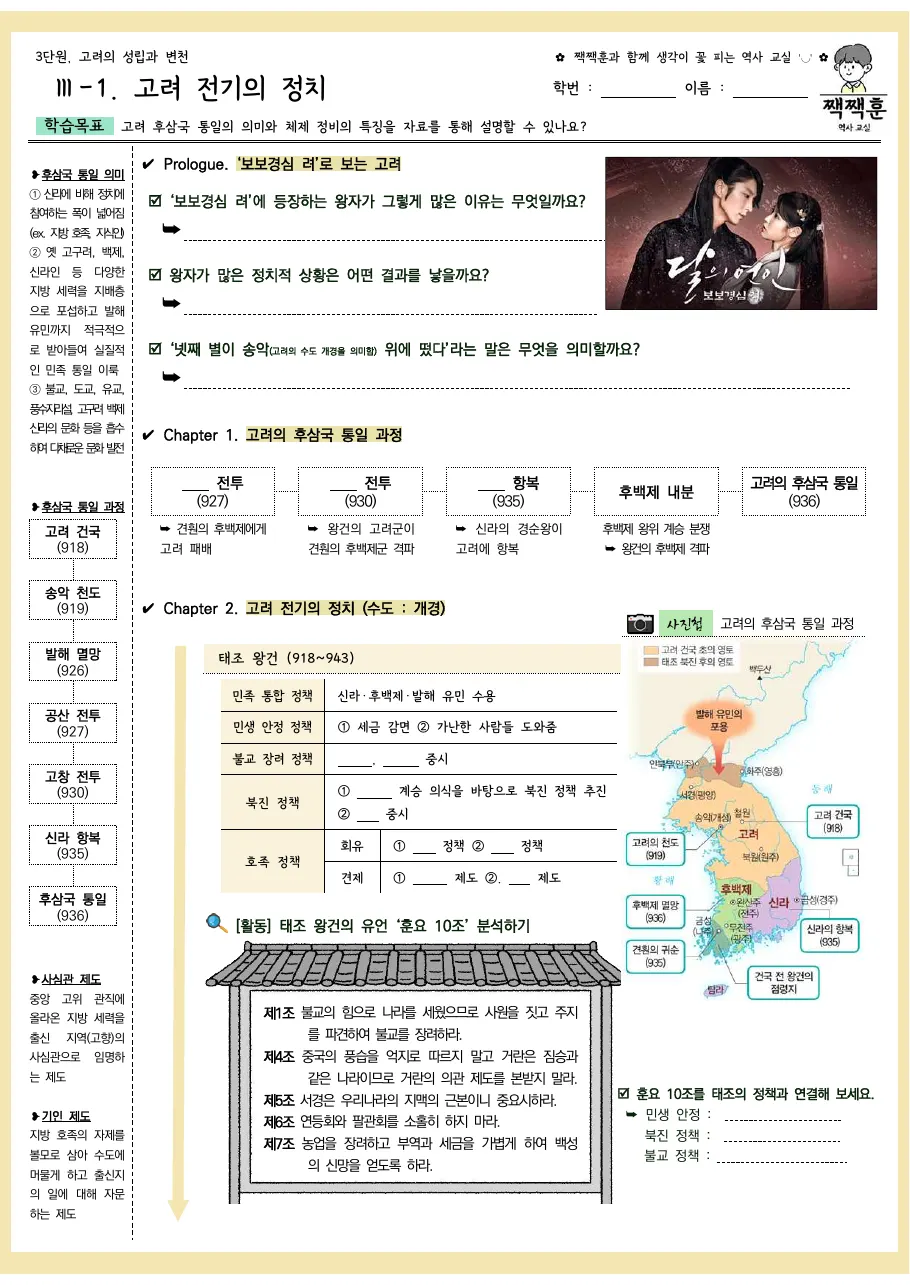 3단원. 고려의 성립과 변천
✿ 짹짹훈과 함께 생각이 꽃 피는 역사 교실 '◡' ✿
Ⅲ-1. 고려 전기의 정치
학번 : 이름 :
짹짹훈
역사 교실
학습목표 고려 후삼국 통일의 의미와 체제 정비의 특징을 자료를 통해 설명할 수 있나요?
❥후삼국 통일 의미
① 신라에 비해 정치에
참여하는 폭이 넓어짐
(ex. 지방 호족, 지식인)
② 옛 고구려, 백제,
신라인 등 다양한
지방 세력을 지배층
으로 포섭하고 발해
유민까지 적극적으
로 받아들여 실질적
인 민족 통일 이룩
③ 불교, 도교, 유교,
풍수지리설, 고구려 백제
신라의 문화 등을 흡수
하여 다채로운 문화 발전
❥후삼국 통일 과정
고려 건국
(918)
송악 천도
(919)
발해 멸망
(926)
공산 전투
(927)
고창 전투
(930)
신라 항복
(935)
후삼국 통일
(936)
❥사심관 제도
중앙 고위 관직에
올라온 지방 세력을
출신 지역(고향)의
사심관으로 임명하
는 제도
❥기인 제도
지방 호족의 자제를
볼모로 삼아 수도에
머물게 하고 출신지
의 일에 대해 자문
하는 제도
✔ Prologue. '보보경심 려'로 보는 고려
☑ '보보경심 려'에 등장하는 왕자가 그렇게 많은 이유는 무엇일까요?
➥
☑ 왕자가 많은 정치적 상황은 어떤 결과를 낳을까요?
➥
달의 연인
보보경심 려
☑ '넷째 별이 송악(고려의 수도 개경을 의미함) 위에 떴다'라는 말은 무엇을 의미할까요?
➥
✔ Chapter 1. 고려의 후삼국 통일 과정
____ 전투
(927)
____ 전투
(930)
____ 항복
(935)
후백제 내분
고려의 후삼국 통일
(936)
➥ 견훤의 후백제에게
고려 패배
➥ 왕건의 고려군이
견훤의 후백제군 격파
➥ 신라의 경순왕이
고려에 항복
후백제 왕위 계승 분쟁
➥ 왕건의 후백제 격파
✔ Chapter 2. 고려 전기의 정치 (수도 : 개경)
태조 왕건 (918~943)
민족 통합 정책 신라·후백제·발해 유민 수용
민생 안정 정책 ① 세금 감면 ② 가난한 사람들 도와줌
불교 장려 정책 ____. ____ 중시
북진 정책 ① ____ 계승 의식을 바탕으로 북진 정책 추진
② ___ 중시
호족 정책 회유 ① ___ 정책 ② ___ 정책
견제 ① ____ 제도 ②. ___ 제도
사진첩 고려의 후삼국 통일 과정
고려 건국 초의 영토
태조 북진 후의 영토
백두산
발해 유민의
포용
안북부(안주)
화주(영흥)
서경(평양)
동해
송악(개성)
철원
고려
고려 건국
(918)
고려의 천도
(919)
북원(원주)
황해
후백제
신라
금성(경주)
완산주
(전주)
후백제 멸망
(936)
금성
(나주)
무진주
(광주)
신라의 항복
(935)
견훤의 귀순
(935)
건국 전 왕건의
점령지
탐라
[활동] 태조 왕건의 유언 '훈요 10조' 분석하기
제1조 불교의 힘으로 나라를 세웠으므로 사원을 짓고 주지
를 파견하여 불교를 장려하라.
제4조 중국의 풍습을 억지로 따르지 말고 거란은 짐승과
같은 나라이므로 거란의 의관 제도를 본받지 말라.
제5조 서경은 우리나라의 지맥의 근본이니 중요시하라.
제6조 연등회와 팔관회를 소홀히 하지 마라.
제7조 농업을 장려하고 부역과 세금을 가볍게 하여 백성
의 신망을 얻도록 하라.
☑ 훈요 10조를 태조의 정책과 연결해 보세요.
➥ 민생 안정 :
북진 정책 :
불교 정책 :